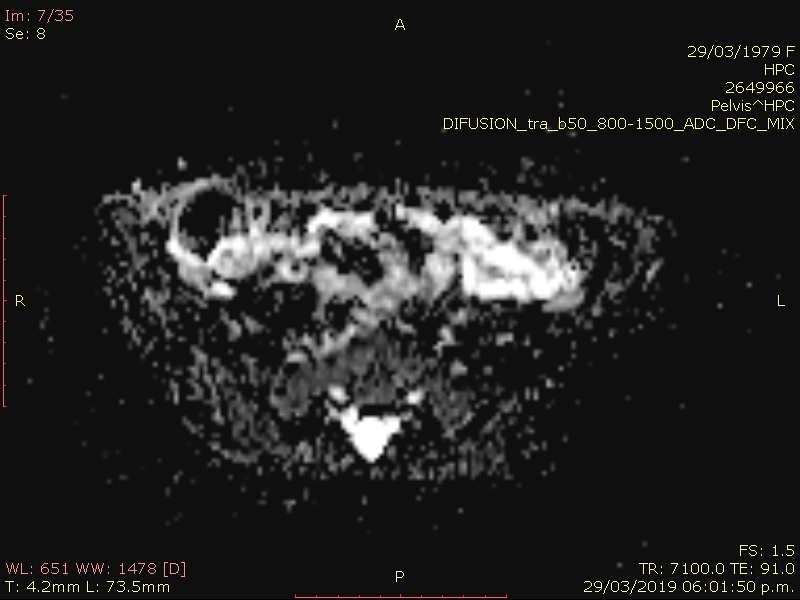 Im: 7/35
Se: 8
A
29/03/1979 F
HPC
2649966
Pelvis^HPC
DIFUSION_tra_b50_800-1500_ADC_DFC_MIX
R
L
WL: 651 WW: 1478 [D]
T: 4.2mm L: 73.5mm
P
FS: 1.5
TR: 7100.0 TE: 91.0
29/03/2019 06:01:50 p.m.